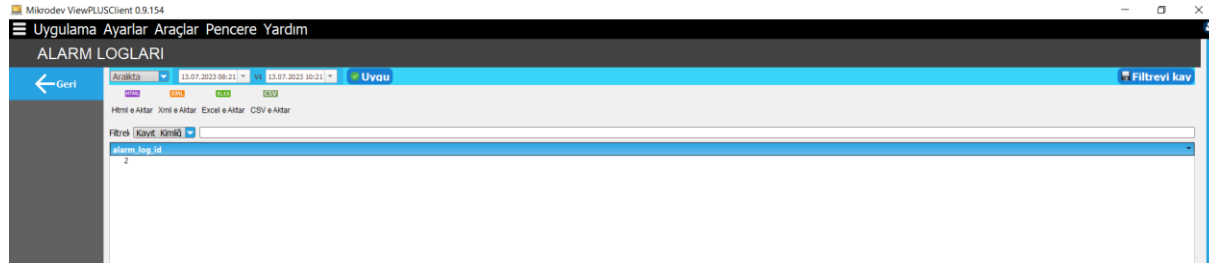 Mikrodev ViewPLUSClient 0.9.154
Uygulama Ayarlar Araçlar Pencere Yardım
ALARM LOGLARI
Geri
Aralıkta 13.07.2023 08:21 VE 13.07.2023 10:21 Uygu Filtreyi kay
HTML XML XLSX CSV
Html e Aktar Xml e Aktar Excel e Aktar CSV e Aktar
Filtrele Kayıt Kimliği
alarm_log_id
2